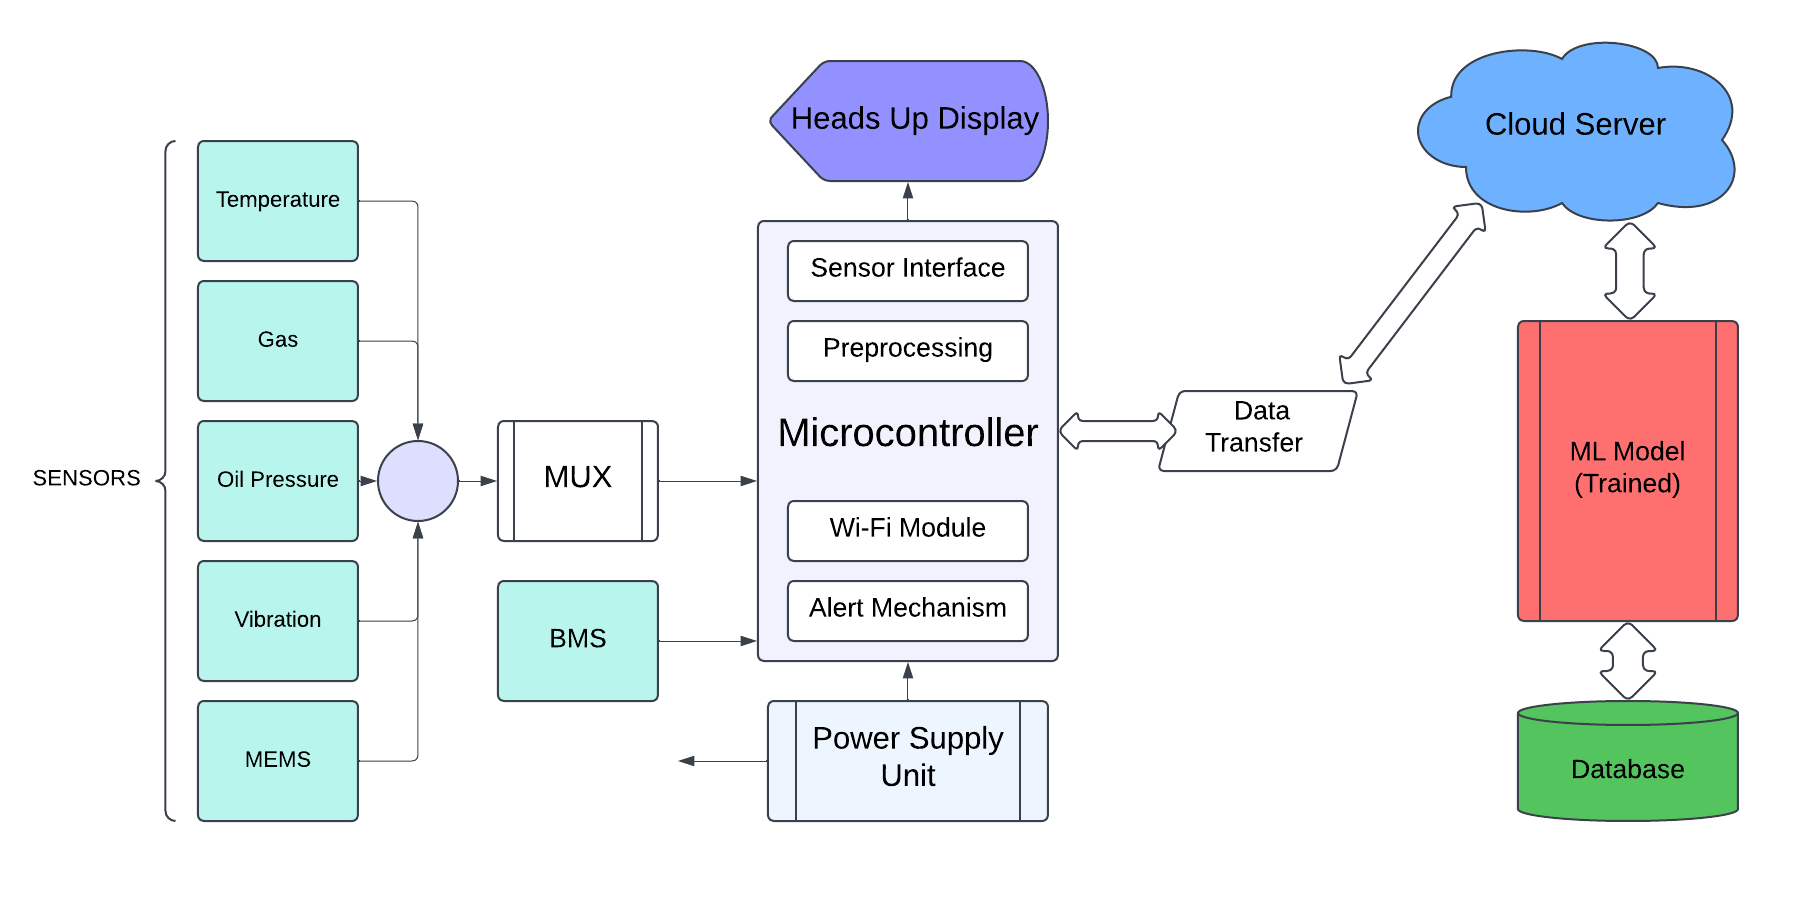 Heads Up Display
Cloud Server
SENSORS
Temperature
Gas
Oil Pressure
Vibration
MEMS
MUX
BMS
Sensor Interface
Preprocessing
Microcontroller
Wi-Fi Module
Alert Mechanism
Power Supply
Unit
Data
Transfer
ML Model
(Trained)
Database